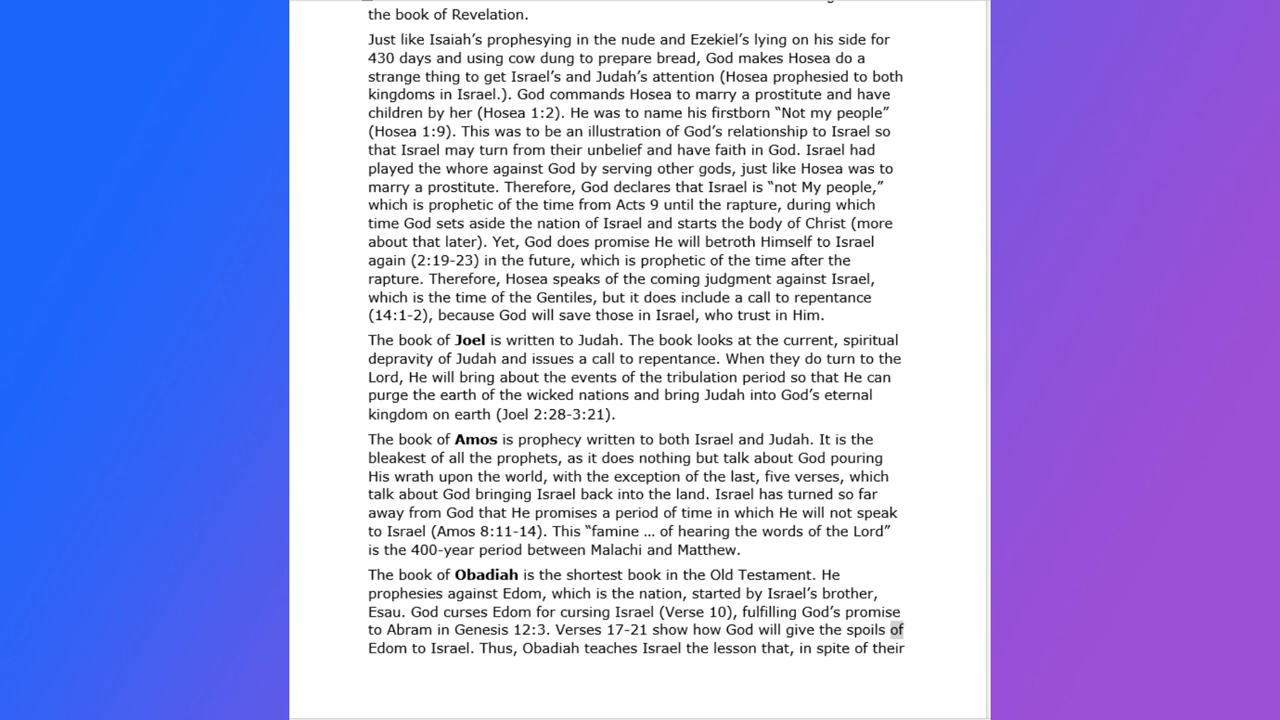 the book of Revelation.
Just like Isaiah's prophesying in the nude and Ezekiel's lying on his side for
430 days and using cow dung to prepare bread, God makes Hosea do a
strange thing to get Israel's and Judah's attention (Hosea prophesied to both
kingdoms in Israel.). God commands Hosea to marry a prostitute and have
children by her (Hosea 1:2). He was to name his firstborn “Not my people”
(Hosea 1:9). This was to be an illustration of God's relationship to Israel so
that Israel may turn from their unbelief and have faith in God. Israel had
played the whore against God by serving other gods, just like Hosea was to
marry a prostitute. Therefore, God declares that Israel is “not My people,”
which is prophetic of the time from Acts 9 until the rapture, during which
time God sets aside the nation of Israel and starts the body of Christ (more
about that later). Yet, God does promise He will betroth Himself to Israel
again (2:19-23) in the future, which is prophetic of the time after the
rapture. Therefore, Hosea speaks of the coming judgment against Israel,
which is the time of the Gentiles, but it does include a call to repentance
(14:1-2), because God will save those in Israel, who trust in Him.
The book of Joel is written to Judah. The book looks at the current, spiritual
depravity of Judah and issues a call to repentance. When they do turn to the
Lord, He will bring about the events of the tribulation period so that He can
purge the earth of the wicked nations and bring Judah into God's eternal
kingdom on earth (Joel 2:28-3:21).
The book of Amos is prophecy written to both Israel and Judah. It is the
bleakest of all the prophets, as it does nothing but talk about God pouring
His wrath upon the world, with the exception of the last, five verses, which
talk about God bringing Israel back into the land. Israel has turned so far
away from God that He promises a period of time in which He will not speak
to Israel (Amos 8:11-14). This “famine … of hearing the words of the Lord”
is the 400-year period between Malachi and Matthew.
The book of Obadiah is the shortest book in the Old Testament. He
prophesies against Edom, which is the nation, started by Israel's brother,
Esau. God curses Edom for cursing Israel (Verse 10), fulfilling God's promise
to Abram in Genesis 12:3. Verses 17-21 show how God will give the spoils of
Edom to Israel. Thus, Obadiah teaches Israel the lesson that, in spite of their